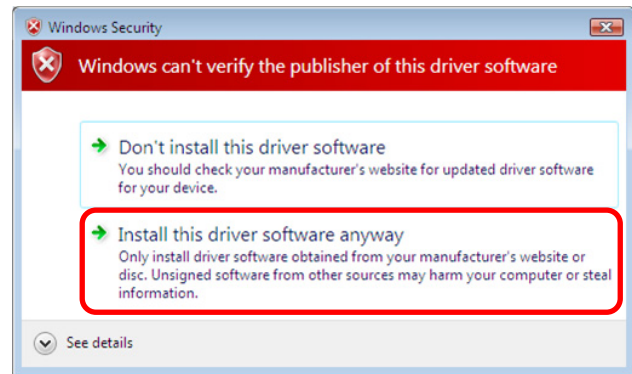 Windows Security
Windows can't verify the publisher of this driver software
Don't install this driver software
You should check your manufacturer's website for updated driver software
for your device.
Install this driver software anyway
Only install driver software obtained from your manufacturer's website or
disc. Unsigned software from other sources may harm your computer or steal
information.
See details